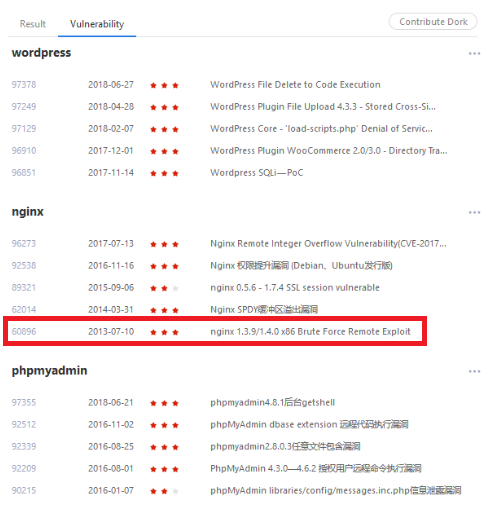 Result Vulnerability Contribute Dork
wordpress
97378 2018-06-27 WordPress File Delete to Code Execution
97249 2018-04-28 WordPress Plugin File Upload 4.3.3 - Stored Cross-Si...
97129 2018-02-07 WordPress Core - 'load-scripts.php' Denial of Servic...
96910 2017-12-01 WordPress Plugin WooCommerce 2.0/3.0 - Directory Tra...
96851 2017-11-14 Wordpress SQLi—PoC
nginx
96273 2017-07-13 Nginx Remote Integer Overflow Vulnerability(CVE-2017...
92538 2016-11-16 Nginx 权限提升漏洞 (Debian、Ubuntu发行版)
89321 2015-09-06 nginx 0.5.6 - 1.7.4 SSL session vulnerable
62014 2014-03-31 Nginx SPDY缓冲区溢出漏洞
60896 2013-07-10 nginx 1.3.9/1.4.0 x86 Brute Force Remote Exploit
phpmyadmin
97355 2018-06-21 phpmyadmin4.8.1后台getshell
92512 2016-11-02 phpMyAdmin dbase extension 远程代码执行漏洞
92339 2016-08-25 phpmyadmin2.8.0.3任意文件包含漏洞
92209 2016-08-01 PhpMyAdmin 4.3.0—4.6.2 授权用户远程命令执行漏洞
90215 2016-01-07 phpMyAdmin libraries/config/messages.inc.php信息泄露漏洞